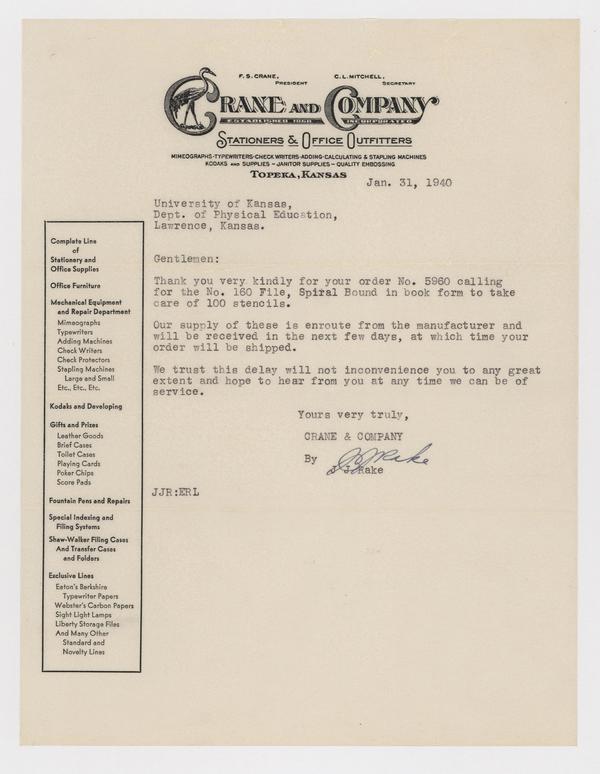 F. S. CRANE,
PRESIDENT
C. L. MITCHELL,
SECRETARY
CRANE AND COMPANY
ESTABLISHED 1868 INCORPORATED
STATIONERS & OFFICE OUTFITTERS
MIMEOGRAPHS-TYPEWRITERS-CHECK WRITERS-ADDING-CALCULATING & STAPLING MACHINES
KODAKS AND SUPPLIES - JANITOR SUPPLIES - QUALITY EMBOSSING
TOPEKA, KANSAS
Jan. 31, 1940
University of Kansas,
Dept. of Physical Education,
Lawrence, Kansas.
Gentlemen:
Thank you very kindly for your order No. 5960 calling
for the No. 160 File, Spiral Bound in book form to take
care of 100 stencils.
Our supply of these is enroute from the manufacturer and
will be received in the next few days, at which time your
order will be shipped.
We trust this delay will not inconvenience you to any great
extent and hope to hear from you at any time we can be of
service.
Yours very truly,
CRANE & COMPANY
By JJRake
J J Rake
JJR:ERL
Complete Line
of
Stationery and
Office Supplies
Office Furniture
Mechanical Equipment
and Repair Department
Mimeographs
Typewriters
Adding Machines
Check Writers
Check Protectors
Stapling Machines
Large and Small
Etc., Etc., Etc.
Kodaks and Developing
Gifts and Prizes
Leather Goods
Brief Cases
Toilet Cases
Playing Cards
Poker Chips
Score Pads
Fountain Pens and Repairs
Special Indexing and
Filing Systems
Shaw-Walker Filing Cases
And Transfer Cases
and Folders
Exclusive Lines
Eaton's Berkshire
Typewriter Papers
Webster's Carbon Papers
Sight Light Lamps
Liberty Storage Files
And Many Other
Standard and
Novelty Lines